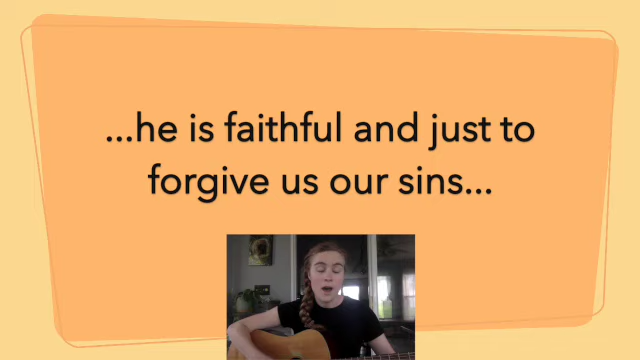 ...he is faithful and just to
forgive us our sins...